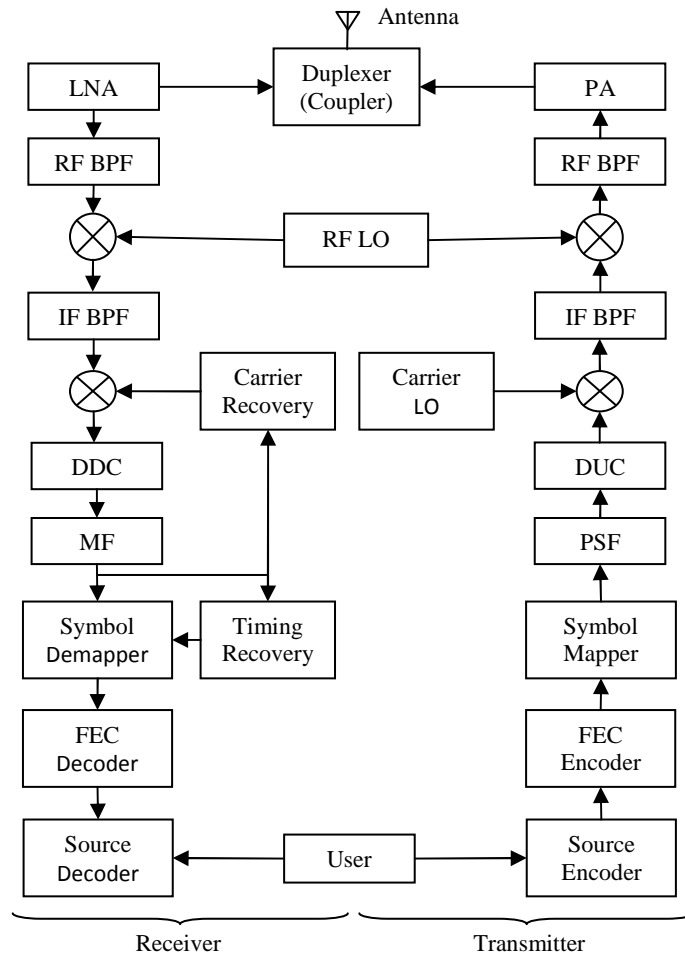 Antenna
LNA
Duplexer
(Coupler)
PA
RF BPF
RF BPF
RF LO
IF BPF
IF BPF
Carrier
Recovery
Carrier
LO
DDC
DUC
MF
PSF
Symbol
Demapper
Timing
Recovery
Symbol
Mapper
FEC
Decoder
FEC
Encoder
Source
Decoder
User
Source
Encoder
Receiver
Transmitter